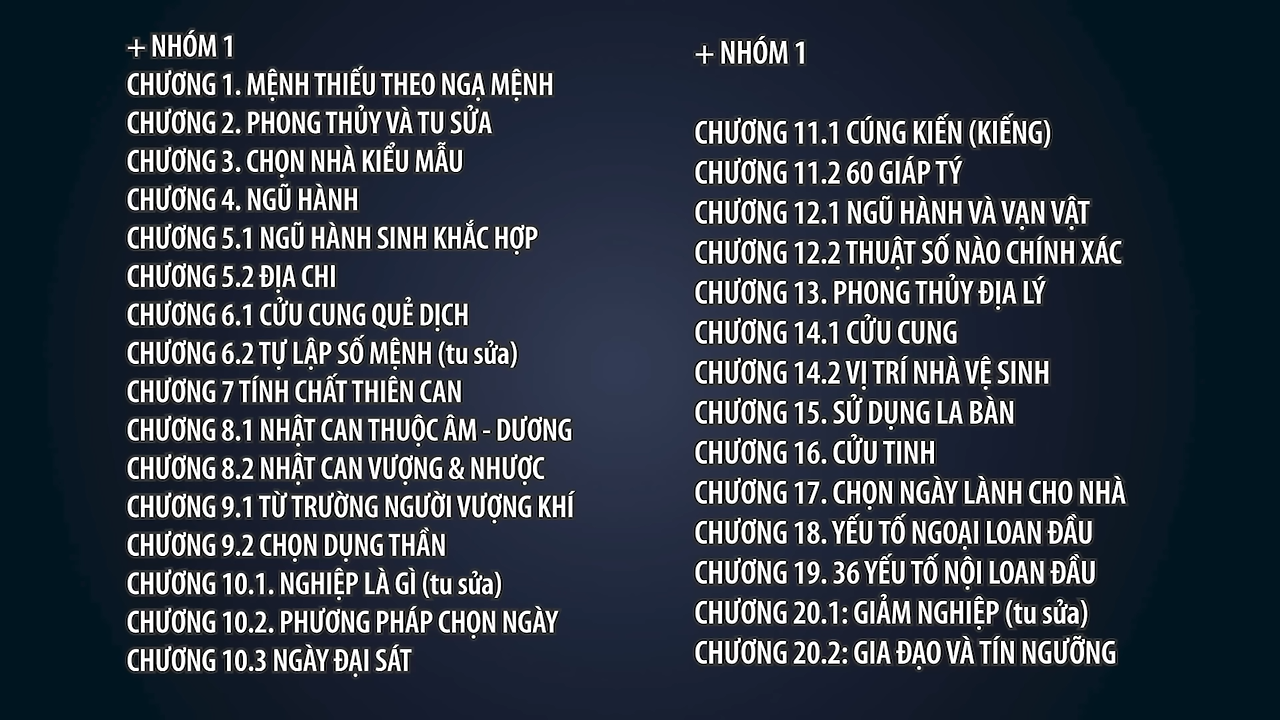 + NHÓM 1
CHƯƠNG 1. MỆNH THIẾU THEO NGẠ MỆNH
CHƯƠNG 2. PHONG THỦY VÀ TU SỬA
CHƯƠNG 3. CHỌN NHÀ KIỂU MẪU
CHƯƠNG 4. NGŨ HÀNH
CHƯƠNG 5.1 NGŨ HÀNH SINH KHẮC HỢP
CHƯƠNG 5.2 ĐỊA CHI
CHƯƠNG 6.1 CỬU CUNG QUẺ DỊCH
CHƯƠNG 6.2 TỰ LẬP SỐ MỆNH (tu sửa)
CHƯƠNG 7 TÍNH CHẤT THIÊN CAN
CHƯƠNG 8.1 NHẬT CAN THUỘC ÂM - DƯƠNG
CHƯƠNG 8.2 NHẬT CAN VƯỢNG & NHƯỢC
CHƯƠNG 9.1 TỪ TRƯỜNG NGƯỜI VƯỢNG KHÍ
CHƯƠNG 9.2 CHỌN DỤNG THẦN
CHƯƠNG 10.1. NGHIỆP LÀ GÌ (tu sửa)
CHƯƠNG 10.2. PHƯƠNG PHÁP CHỌN NGÀY
CHƯƠNG 10.3 NGÀY ĐẠI SÁT
+ NHÓM 1
CHƯƠNG 11.1 CÚNG KIẾN (KIẾNG)
CHƯƠNG 11.2 60 GIÁP TÝ
CHƯƠNG 12.1 NGŨ HÀNH VÀ VẠN VẬT
CHƯƠNG 12.2 THUẬT SỐ NÀO CHÍNH XÁC
CHƯƠNG 13. PHONG THỦY ĐỊA LÝ
CHƯƠNG 14.1 CỬU CUNG
CHƯƠNG 14.2 VỊ TRÍ NHÀ VỆ SINH
CHƯƠNG 15. SỬ DỤNG LA BÀN
CHƯƠNG 16. CỬU TINH
CHƯƠNG 17. CHỌN NGÀY LÀNH CHO NHÀ
CHƯƠNG 18. YẾU TỐ NGOẠI LOAN ĐẦU
CHƯƠNG 19. 36 YẾU TỐ NỘI LOAN ĐẦU
CHƯƠNG 20.1: GIẢM NGHIỆP (tu sửa)
CHƯƠNG 20.2: GIA ĐẠO VÀ TÍN NGƯỠNG